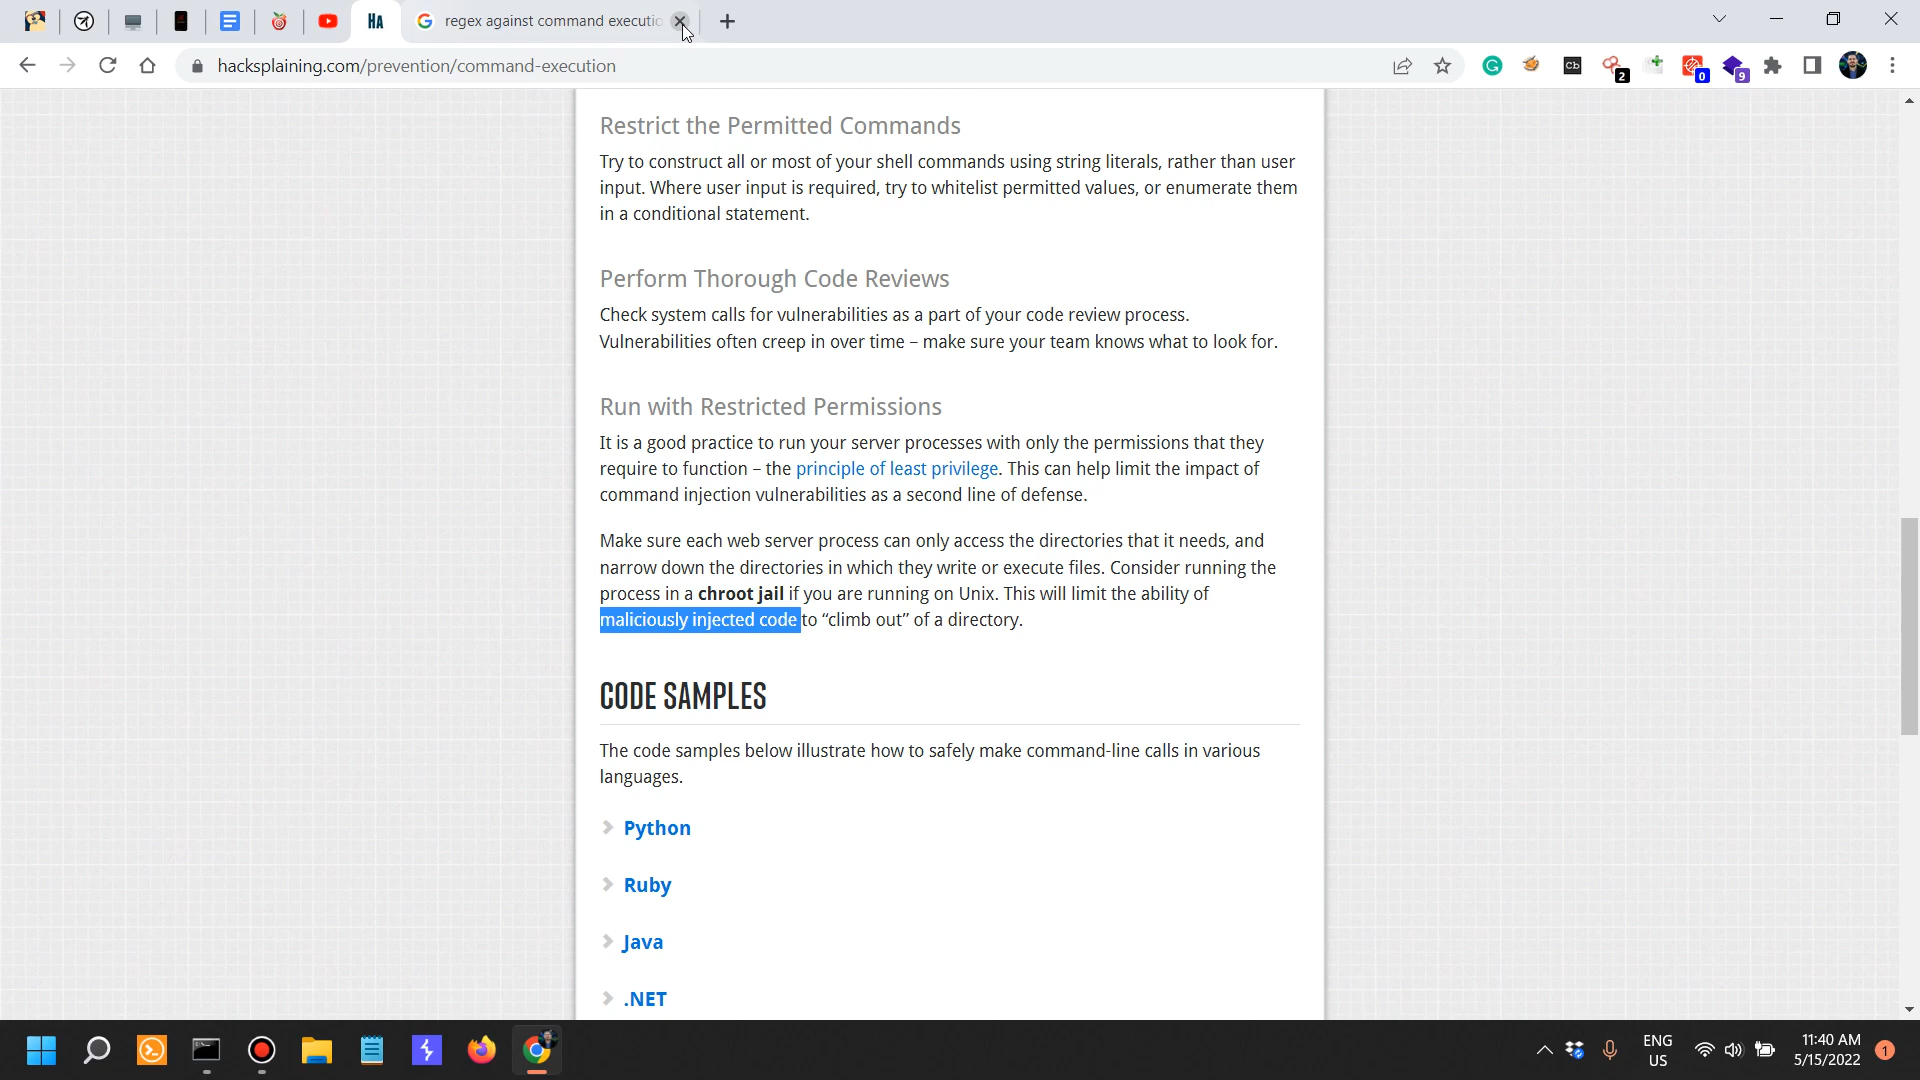 HA
regex against command executio
hacksplaining.com/prevention/command-execution
Cb
2
0
9
Restrict the Permitted Commands
Try to construct all or most of your shell commands using string literals, rather than user
input. Where user input is required, try to whitelist permitted values, or enumerate them
in a conditional statement.
Perform Thorough Code Reviews
Check system calls for vulnerabilities as a part of your code review process.
Vulnerabilities often creep in over time – make sure your team knows what to look for.
Run with Restricted Permissions
It is a good practice to run your server processes with only the permissions that they
require to function – the principle of least privilege. This can help limit the impact of
command injection vulnerabilities as a second line of defense.
Make sure each web server process can only access the directories that it needs, and
narrow down the directories in which they write or execute files. Consider running the
process in a chroot jail if you are running on Unix. This will limit the ability of
maliciously injected code to “climb out” of a directory.
CODE SAMPLES
The code samples below illustrate how to safely make command-line calls in various
languages.
Python
Ruby
Java
.NET
ENG
US
11:40 AM
5/15/2022
1